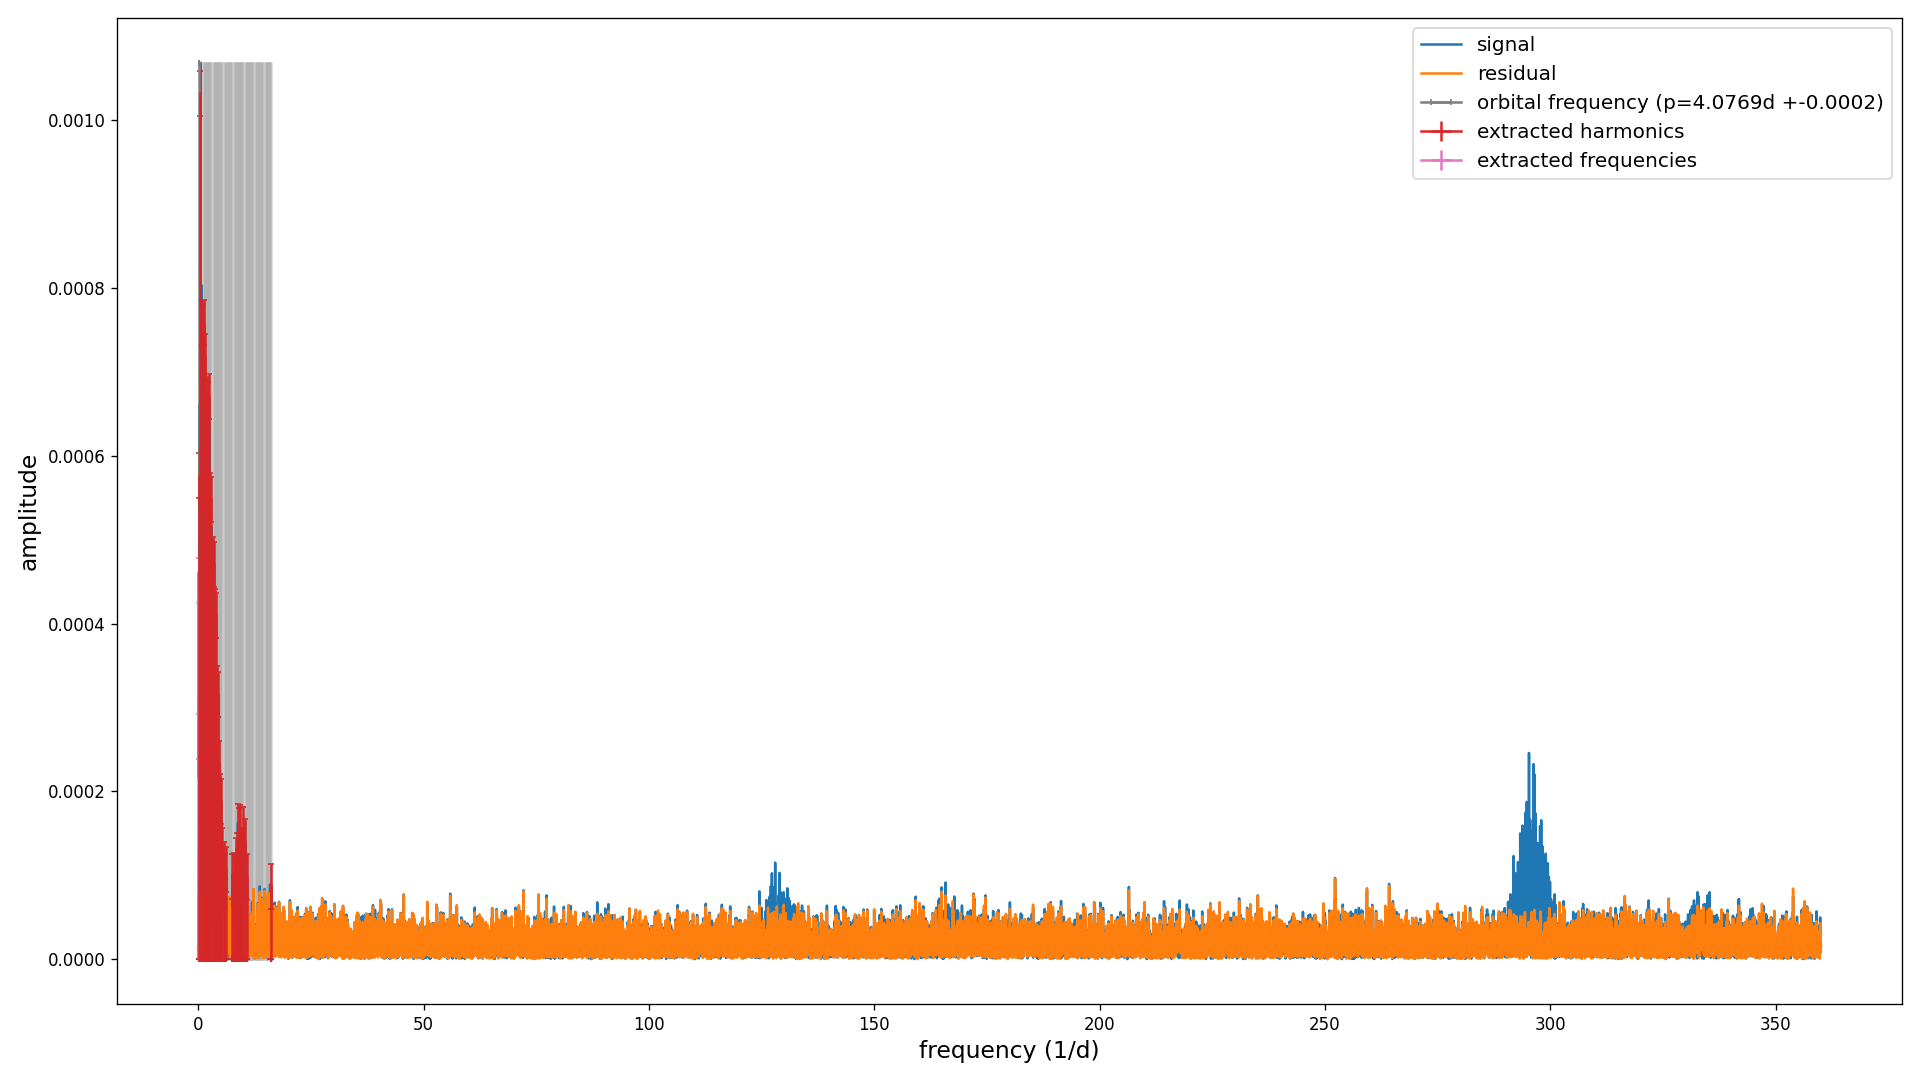 signal
residual
orbital frequency (p=4.0769d +-0.0002)
extracted harmonics
extracted frequencies
0.0010
0.0008
0.0006
0.0004
0.0002
0.0000
amplitude
0 50 100 150 200 250 300 350
frequency (1/d)